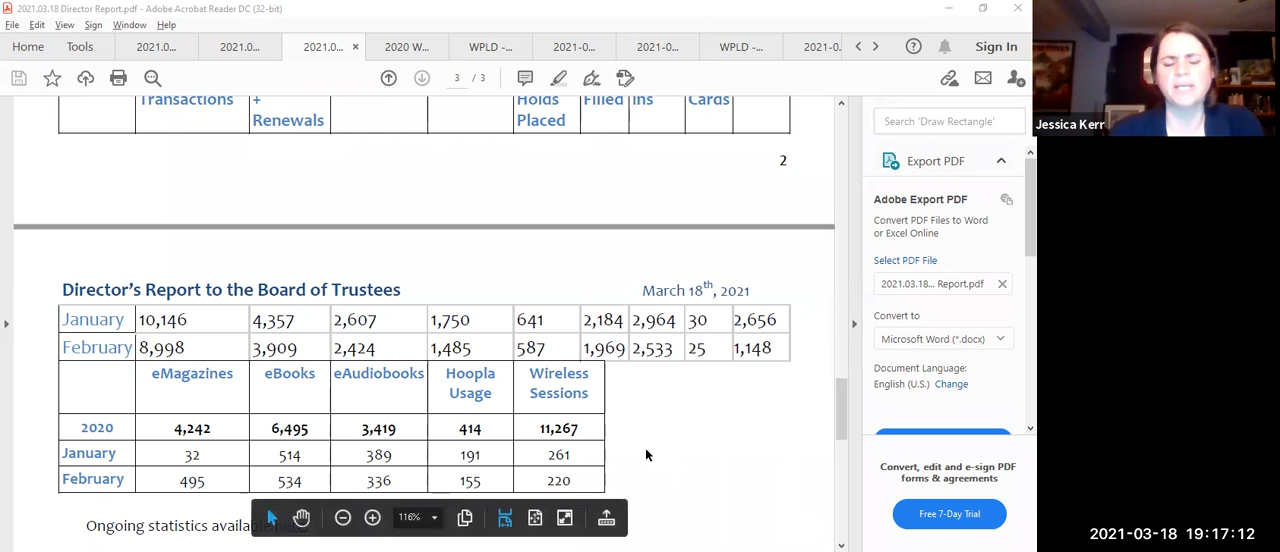 2021.03.18 Director Report.pdf - Adobe Acrobat Reader DC (32-bit)
File Edit View Sign Window Help
Home Tools 2021.0... 2021.0... 2021.0... × 2020 W... WPLD -... 2021-0... 2021-0... WPLD -... 2021-0. Sign In
3 / 3
Transactions + Renewals Holds Placed Filled Ins Cards
2
Director's Report to the Board of Trustees March 18th, 2021
January 10,146 4,357 2,607 1,750 641 2,184 2,964 30 2,656
February 8,998 3,909 2,424 1,485 587 1,969 2,533 25 1,148
eMagazines eBooks eAudiobooks Hoopla Usage Wireless Sessions
2020 4,242 6,495 3,419 414 11,267
January 32 514 389 191 261
February 495 534 336 155 220
Ongoing statistics available
116%
Search 'Draw Rectangle'
Export PDF
Adobe Export PDF
Convert PDF Files to Word
or Excel Online
Select PDF File
2021.03.18... Report.pdf
Convert to
Microsoft Word (*.docx)
Document Language:
English (U.S.) Change
Convert, edit and e-sign PDF
forms & agreements
Free 7-Day Trial
Jessica Kerr
2021-03-18 19:17:12